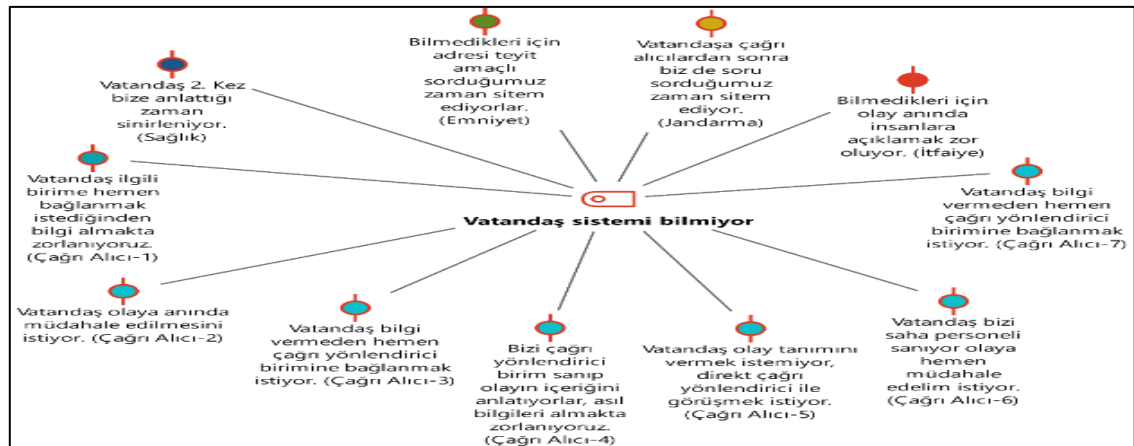 Bilmedikleri için
adresi teyit
amaçlı
sorduğumuz
zaman sitem
ediyorlar.
(Emniyet)
Vatandaşa çağrı
alıcılardan sonra
biz de soru
sorduğumuz
zaman sitem
ediyor.
(Jandarma)
Vatandaş 2. Kez
bize anlattığı
zaman
sinirleniyor.
(Sağlık)
Bilmedikleri için
olay anında
insanlara
açıklamak zor
oluyor. (İtfaiye)
Vatandaş ilgili
birime hemen
bağlanmak
istediğinden
bilgi almakta
zorlanıyoruz.
(Çağrı Alıcı-1)
Vatandaş sistemi bilmiyor
Vatandaş bilgi
vermeden hemen
çağrı yönlendirici
birimine bağlanmak
istiyor. (Çağrı Alıcı-7)
Vatandaş olaya anında
müdahale edilmesini
istiyor. (Çağrı Alıcı-2)
Vatandaş bilgi
vermeden hemen
çağrı yönlendirici
birimine bağlanmak
istiyor. (Çağrı Alıcı-3)
Bizi çağrı
yönlendirici
birim sanıp
olayın içeriğini
anlatıyorlar, asıl
bilgileri almakta
zorlanıyoruz.
(Çağrı Alıcı-4)
Vatandaş olay tanımını
vermek istemiyor,
direkt çağrı
yönlendirici ile
görüşmek istiyor.
(Çağrı Alıcı-5)
Vatandaş bizi
saha personeli
sanıyor olaya
hemen
müdahale
edelim istiyor.
(Çağrı Alıcı-6)